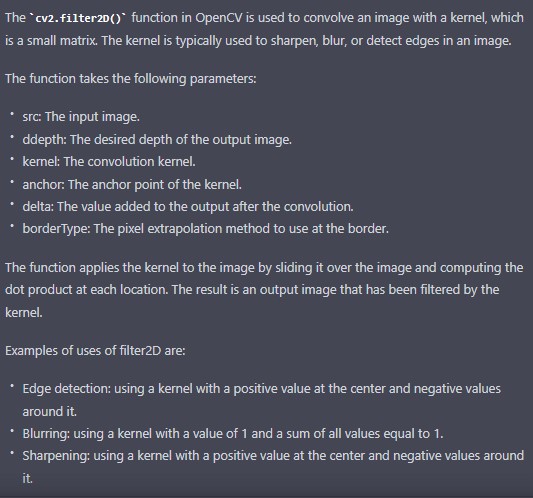 The `cv2.filter2D()` function in OpenCV is used to convolve an image with a kernel, which
is a small matrix. The kernel is typically used to sharpen, blur, or detect edges in an image.
The function takes the following parameters:
• src: The input image.
• ddepth: The desired depth of the output image.
• kernel: The convolution kernel.
• anchor: The anchor point of the kernel.
• delta: The value added to the output after the convolution.
• borderType: The pixel extrapolation method to use at the border.
The function applies the kernel to the image by sliding it over the image and computing the
dot product at each location. The result is an output image that has been filtered by the
kernel.
Examples of uses of filter2D are:
• Edge detection: using a kernel with a positive value at the center and negative values
around it.
• Blurring: using a kernel with a value of 1 and a sum of all values equal to 1.
• Sharpening: using a kernel with a positive value at the center and negative values around
it.